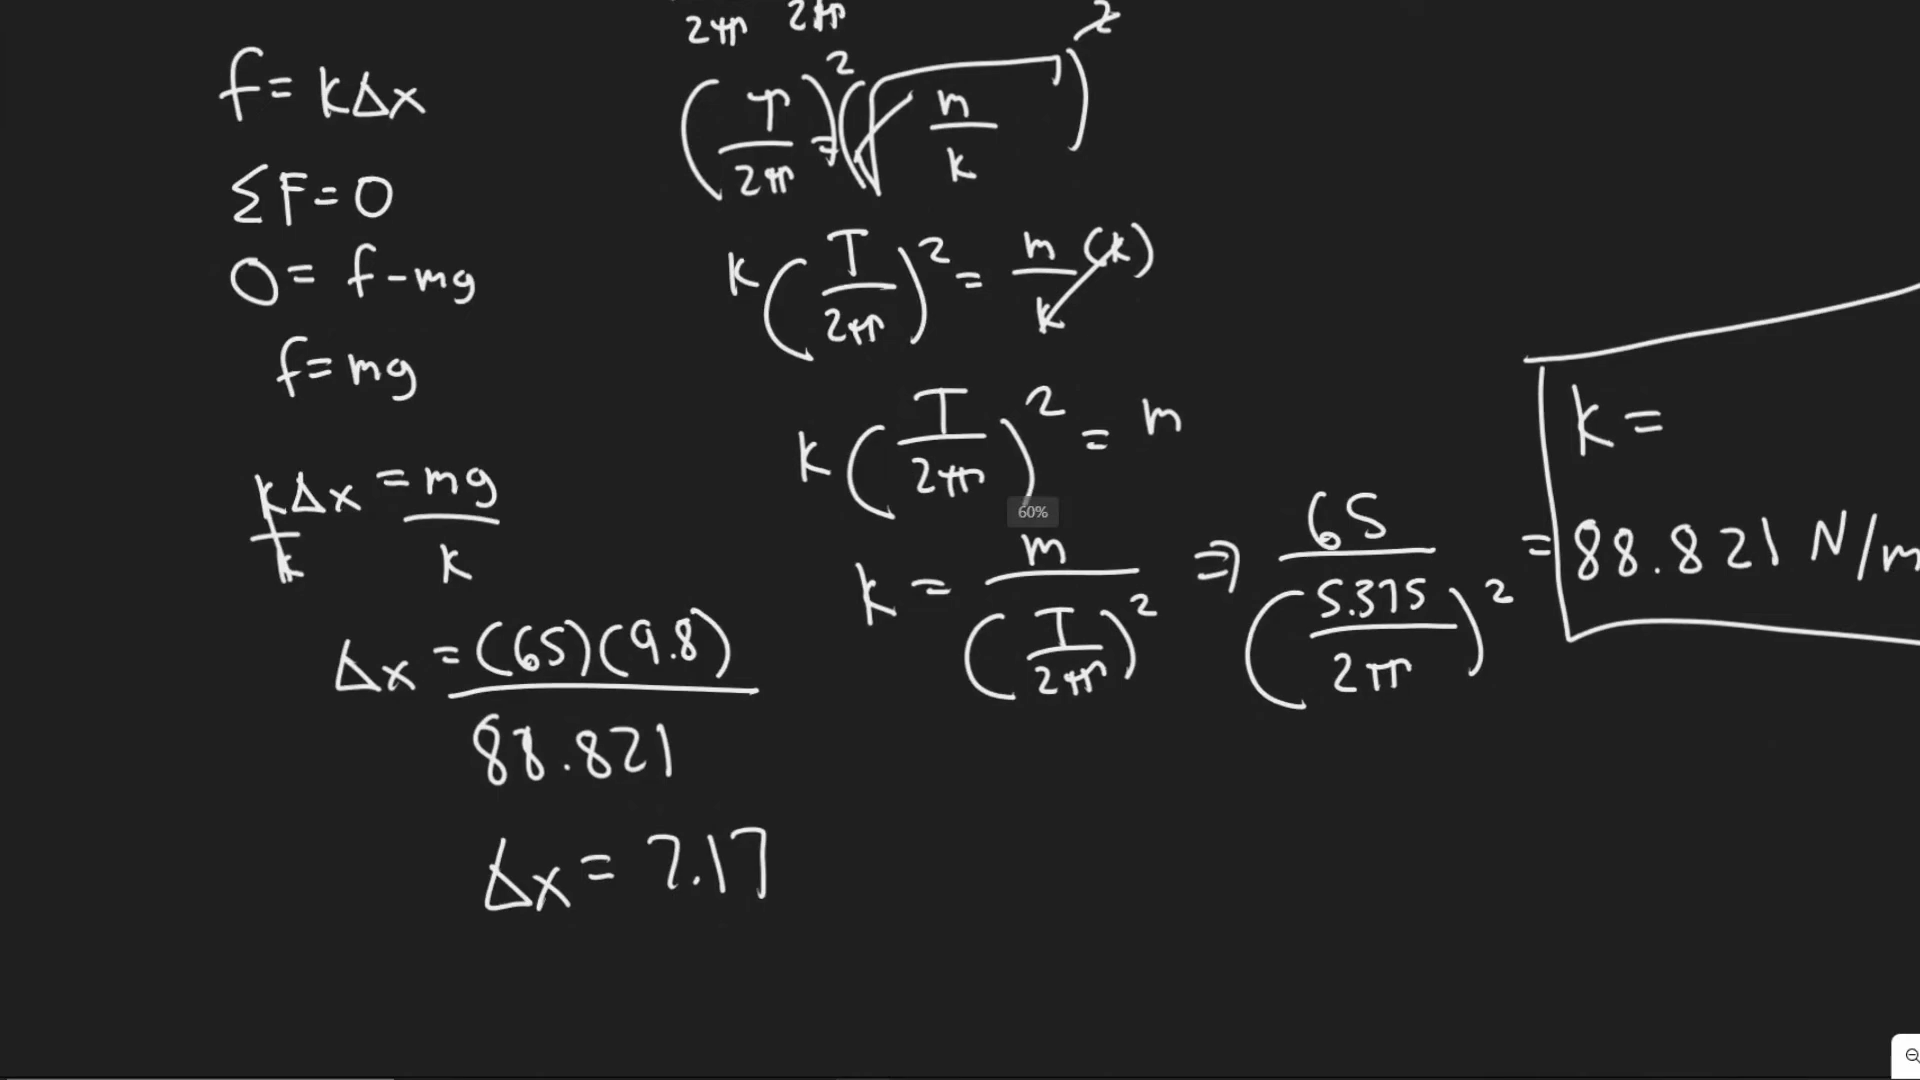 f = kΔx
ΣF = 0
0 = f - mg
f = mg
kΔx = mg
k k
Δx = (65)(9.8)
88.821
Δx = 7.17
2π 2π
(T/2π)² = (√(m/k))²
k(T/2π)² = m/k (k)
k(T/2π)² = m
60%
k = m/(T/2π)² ⇒ 65/(5.375/2π)² =
k =
88.821 N/m